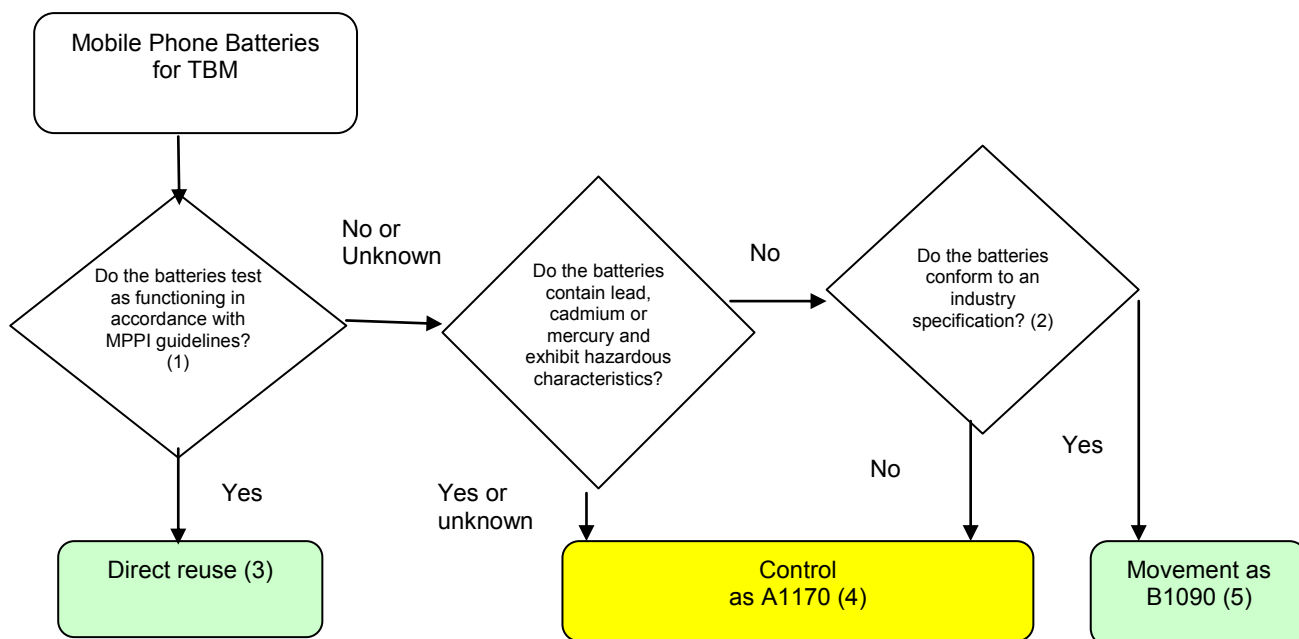 Mobile Phone Batteries
for TBM
Do the batteries test
as functioning in
accordance with
MPPI guidelines?
(1)
No or
Unknown
Do the batteries
contain lead,
cadmium or
mercury and
exhibit hazardous
characteristics?
No
Do the batteries
conform to an
industry
specification? (2)
Yes
Yes or
unknown
No
Yes
Direct reuse (3)
Control
as A1170 (4)
Movement as
B1090 (5)